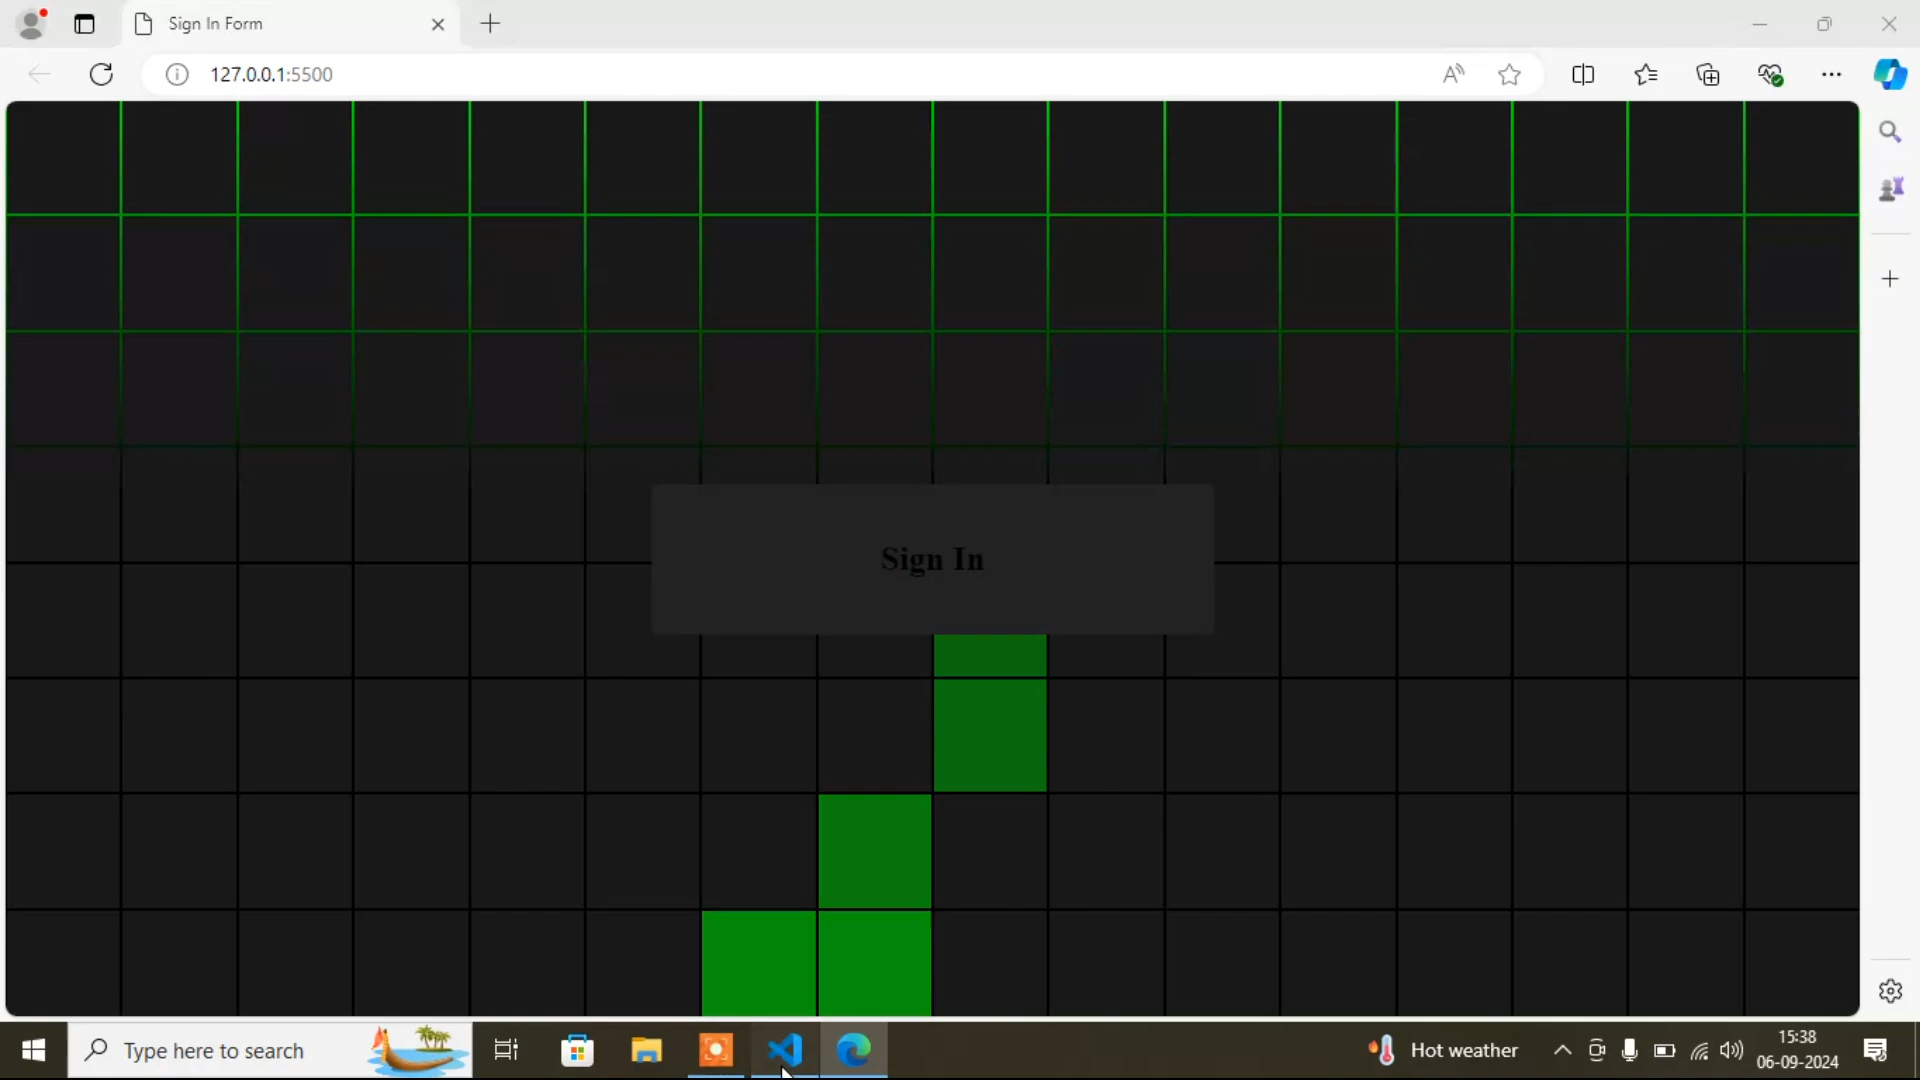 Sign In Form
127.0.0.1:5500
Sign In
Type here to search
Hot weather
15:38
06-09-2024